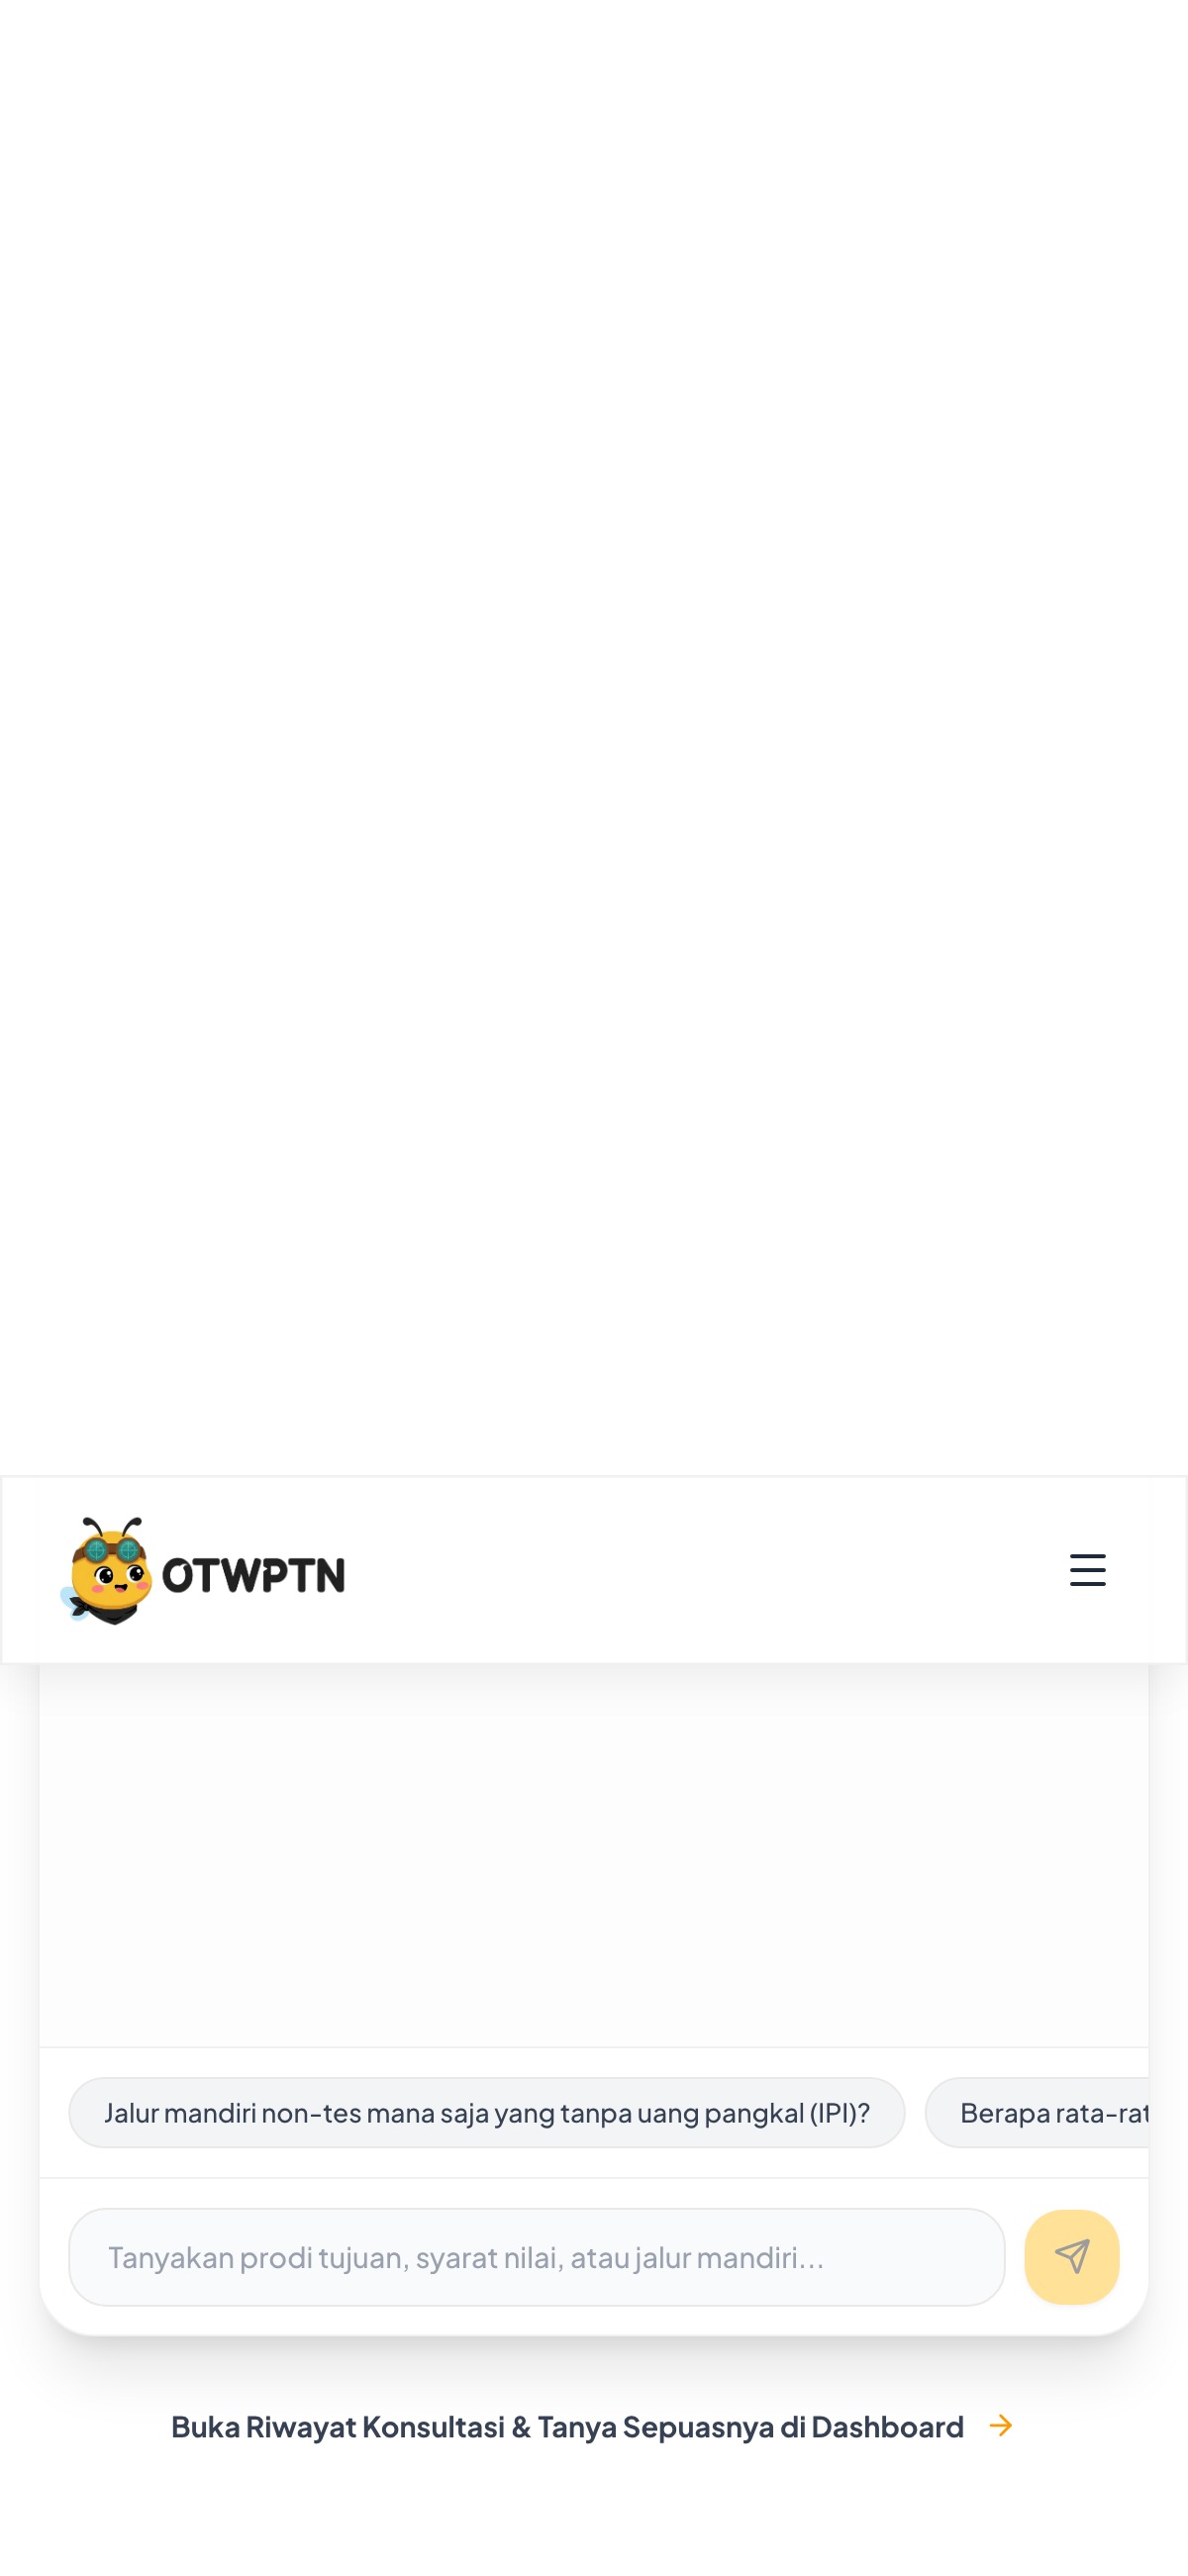 OTWPTN
Jalur mandiri non-tes mana saja yang tanpa uang pangkal (IPI)?
Berapa rata-rat
Tanyakan prodi tujuan, syarat nilai, atau jalur mandiri...
Buka Riwayat Konsultasi & Tanya Sepuasnya di Dashboard